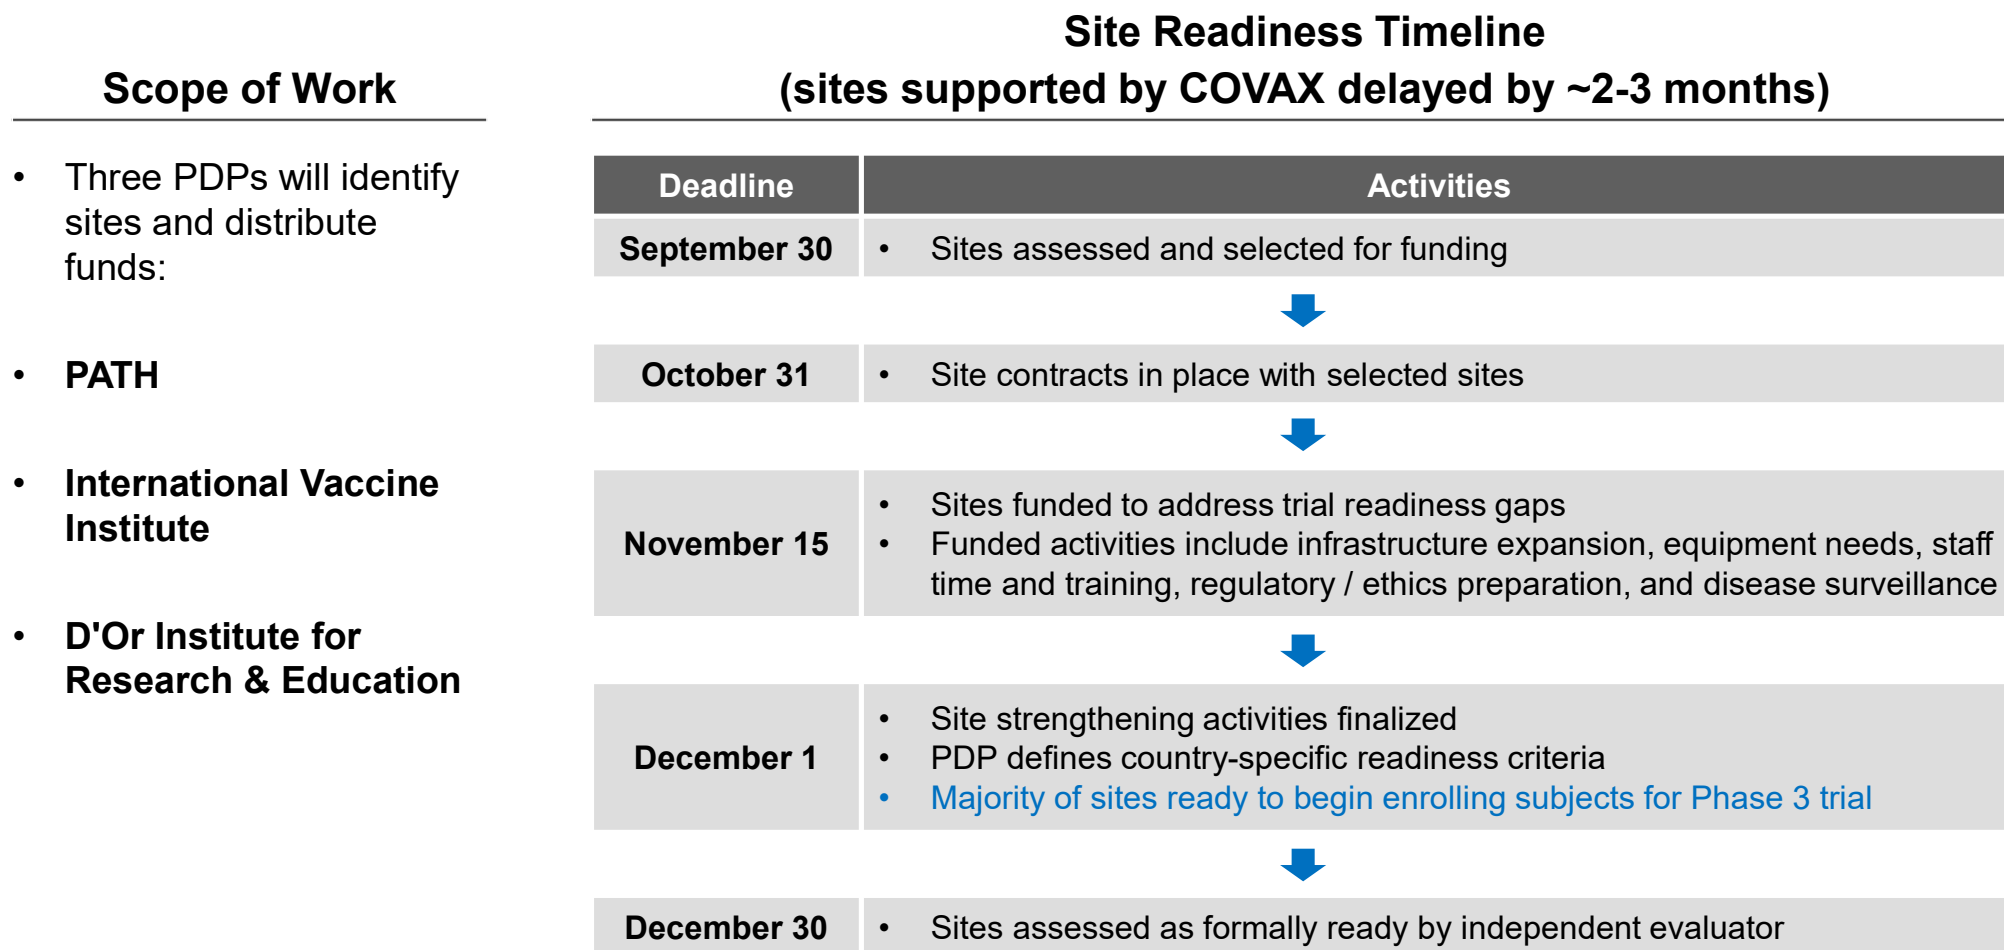 Scope of Work
• Three PDPs will identify
sites and distribute
funds:
• PATH
• International Vaccine
Institute
• D'Or Institute for
Research & Education
Site Readiness Timeline
(sites supported by COVAX delayed by ~2-3 months)
Deadline Activities
September 30 • Sites assessed and selected for funding
October 31 • Site contracts in place with selected sites
November 15
• Sites funded to address trial readiness gaps
• Funded activities include infrastructure expansion, equipment needs, staff
time and training, regulatory / ethics preparation, and disease surveillance
December 1
• Site strengthening activities finalized
• PDP defines country-specific readiness criteria
• Majority of sites ready to begin enrolling subjects for Phase 3 trial
December 30 • Sites assessed as formally ready by independent evaluator